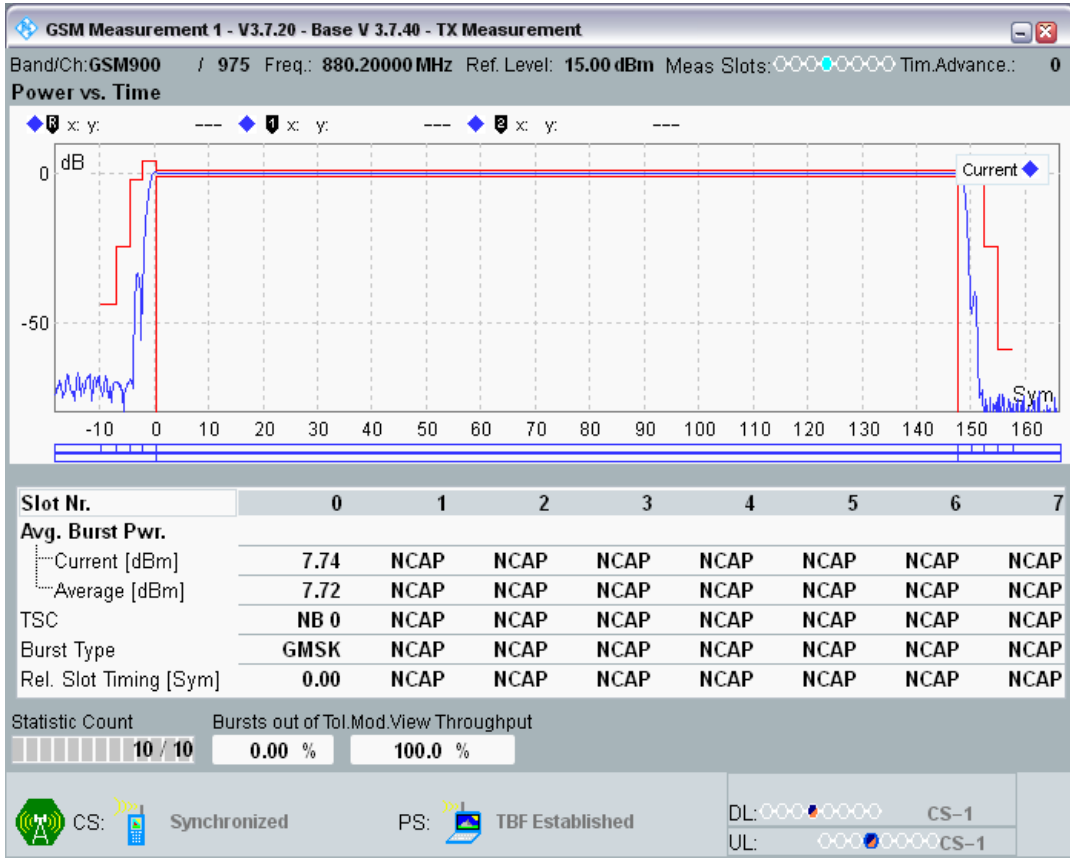 GSM Measurement 1 - V3.7.20 - Base V 3.7.40 - TX Measurement
Band/Ch:GSM900 / 975 Freq.: 880.20000 MHz Ref. Level: 15.00 dBm Meas Slots: Tim.Advance.: 0
Power vs. Time
R x: y: --- 1 x: y: --- 2 x: y: ---
dB
Current
0
-50
Sym
-10 0 10 20 30 40 50 60 70 80 90 100 110 120 130 140 150 160
Slot Nr. 0 1 2 3 4 5 6 7
Avg. Burst Pwr.
Current [dBm] 7.74 NCAP NCAP NCAP NCAP NCAP NCAP NCAP
Average [dBm] 7.72 NCAP NCAP NCAP NCAP NCAP NCAP NCAP
TSC NB 0 NCAP NCAP NCAP NCAP NCAP NCAP NCAP
Burst Type GMSK NCAP NCAP NCAP NCAP NCAP NCAP NCAP
Rel. Slot Timing [Sym] 0.00 NCAP NCAP NCAP NCAP NCAP NCAP NCAP
Statistic Count Bursts out of Tol.Mod.View Throughput
10 / 10 0.00 % 100.0 %
CS: Synchronized PS: TBF Established
DL: CS-1
UL: CS-1